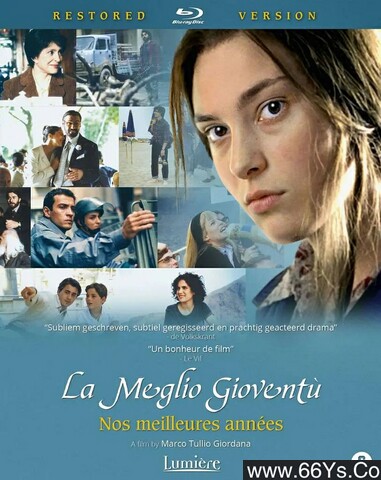 RESTORED Blu-ray Disc VERSION
"Subliem geschreven, subtiel geregisseerd en prachtig geacteerd drama"
de Volkskrant
"Un bonheur de film"
- Le Vif
La Meglio Gioventù
Nos meilleures années
A film by Marco Tullio Giordana
Lumière
www.66Ys.Co